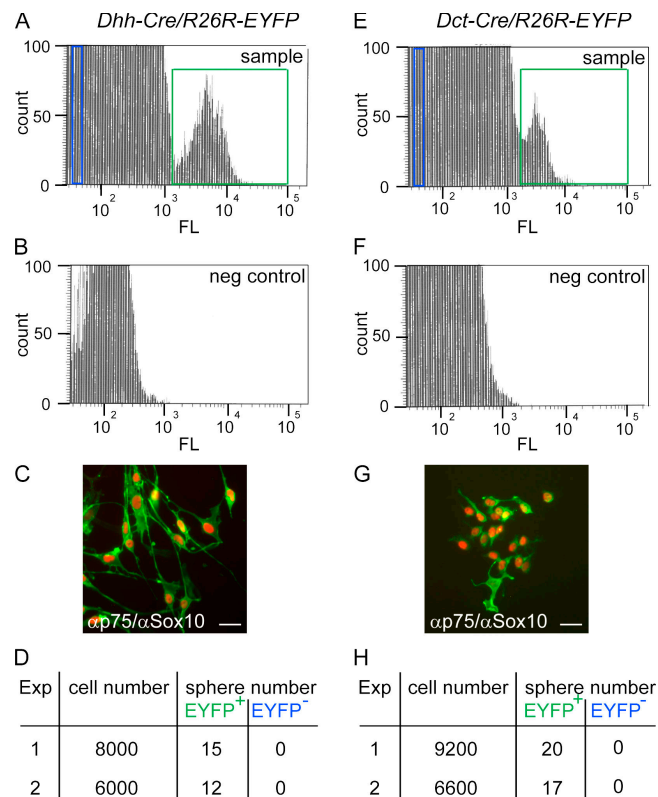 A Dhh-Cre/R26R-EYFP
sample
100
50
0
count
10² 10³ 10⁴ 10⁵
FL
B
neg control
100
50
0
count
10² 10³ 10⁴ 10⁵
FL
C
αp75/αSox10
D
Exp cell number sphere number
EYFP⁺ EYFP⁻
1 8000 15 0
2 6000 12 0
E Dct-Cre/R26R-EYFP
sample
100
50
0
count
10² 10³ 10⁴ 10⁵
FL
F
neg control
100
50
0
count
10² 10³ 10⁴ 10⁵
FL
G
αp75/αSox10
H
Exp cell number sphere number
EYFP⁺ EYFP⁻
1 9200 20 0
2 6600 17 0